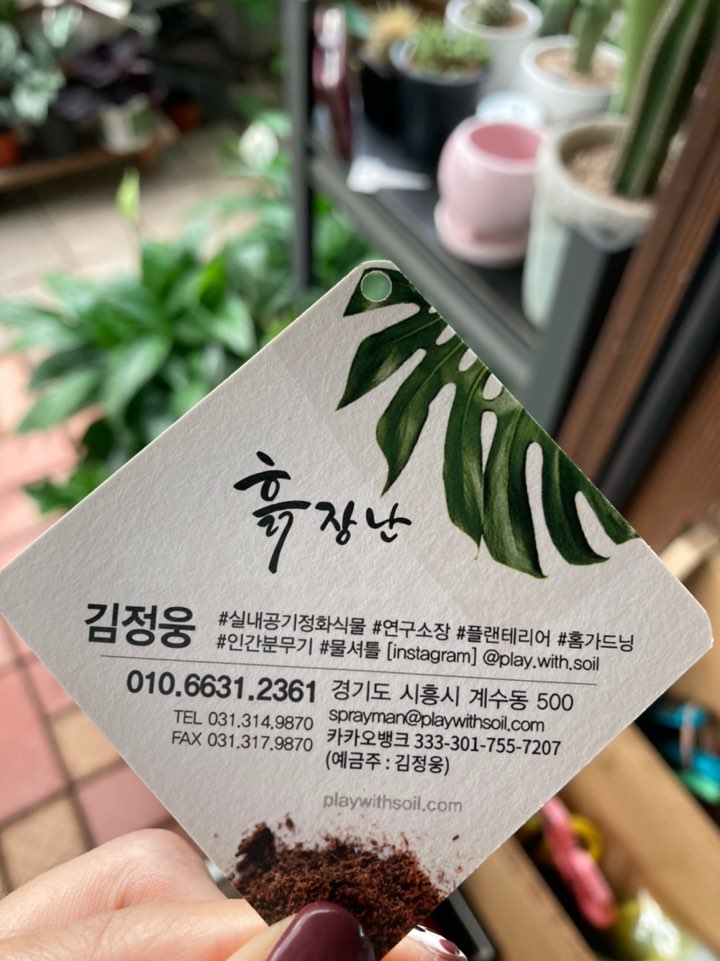 흙장난
김정웅
#실내공기정화식물 #연구소장 #플랜테리어 #홈가드닝
#인간분무기 #물셔틀 [instagram] @play.with.soil
010.6631.2361
TEL 031.314.9870
FAX 031.317.9870
경기도 시흥시 계수동 500
sprayman@playwithsoil.com
카카오뱅크 333-301-755-7207
(예금주 : 김정웅)
playwithsoil.com